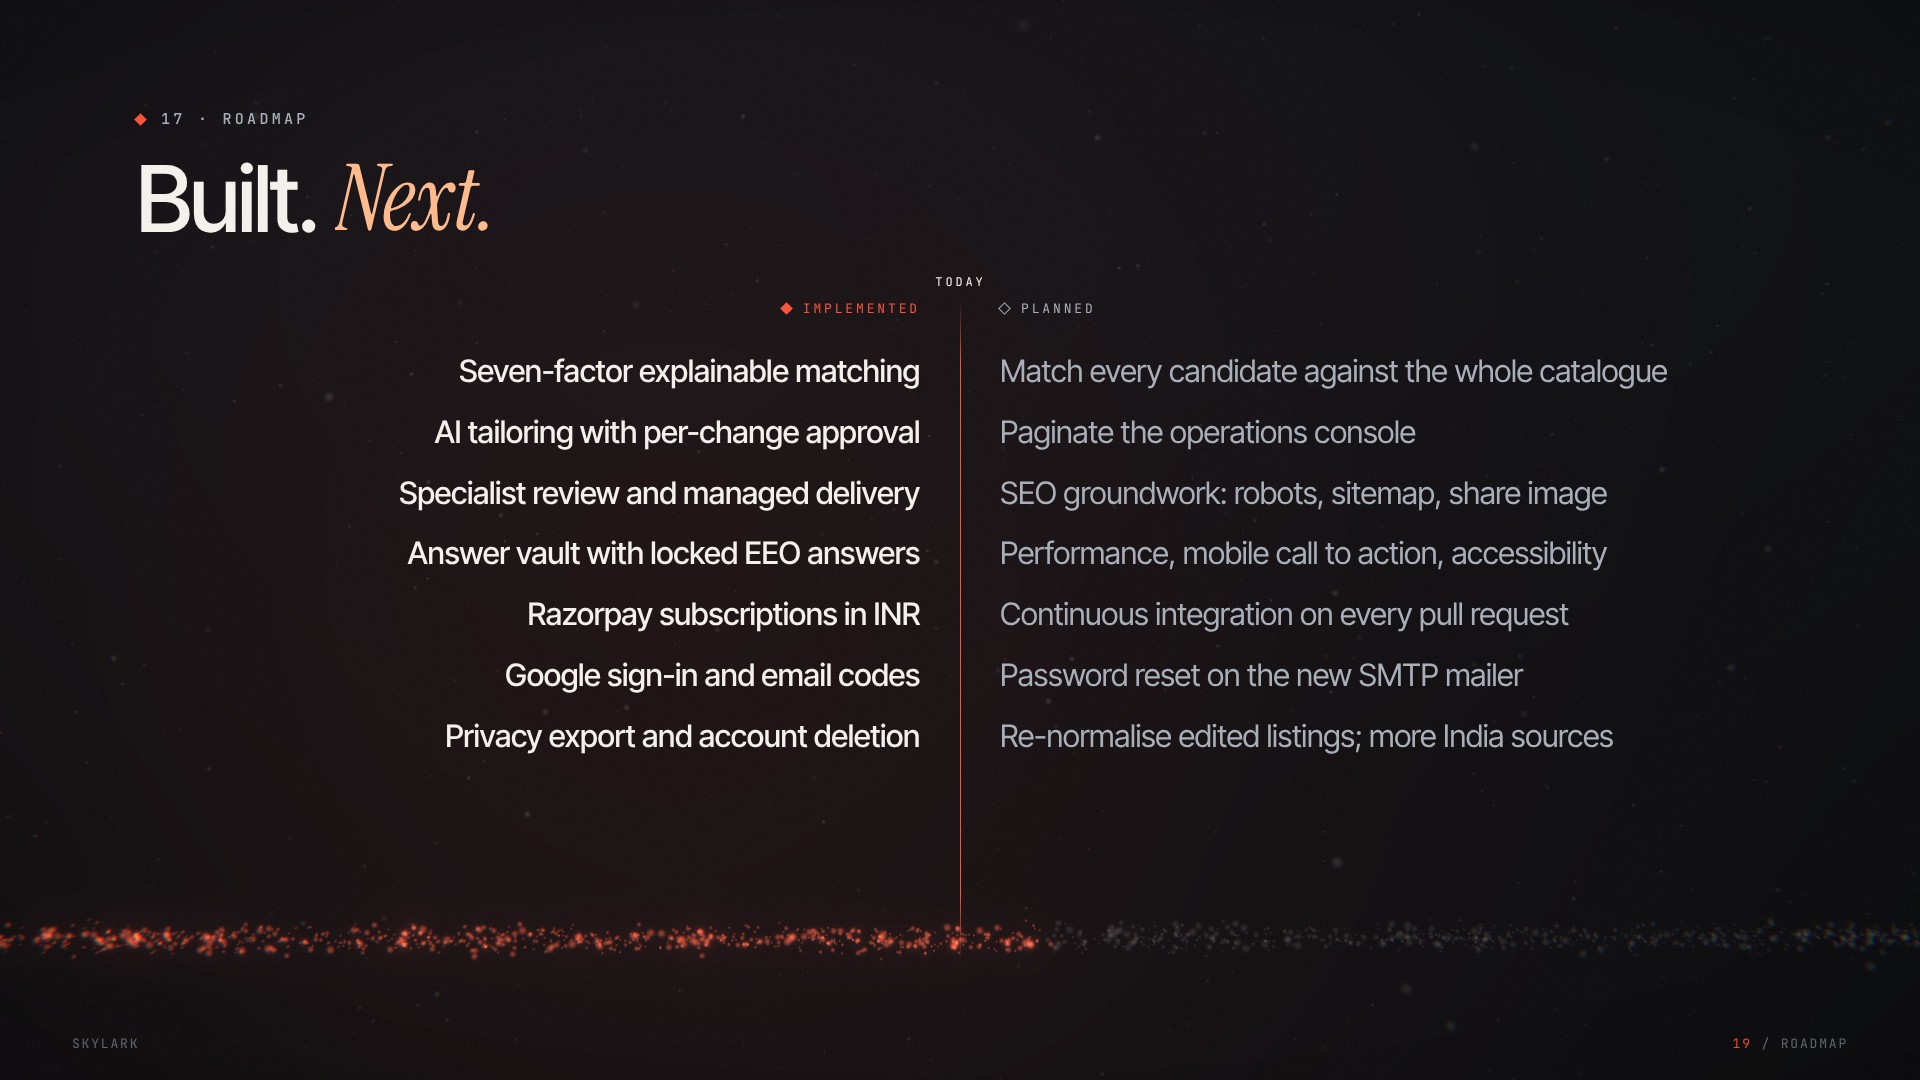 17 · ROADMAP
Built. Next.
TODAY
IMPLEMENTED
Seven-factor explainable matching
AI tailoring with per-change approval
Specialist review and managed delivery
Answer vault with locked EEO answers
Razorpay subscriptions in INR
Google sign-in and email codes
Privacy export and account deletion
PLANNED
Match every candidate against the whole catalogue
Paginate the operations console
SEO groundwork: robots, sitemap, share image
Performance, mobile call to action, accessibility
Continuous integration on every pull request
Password reset on the new SMTP mailer
Re-normalise edited listings; more India sources
SKYLARK
19 / ROADMAP